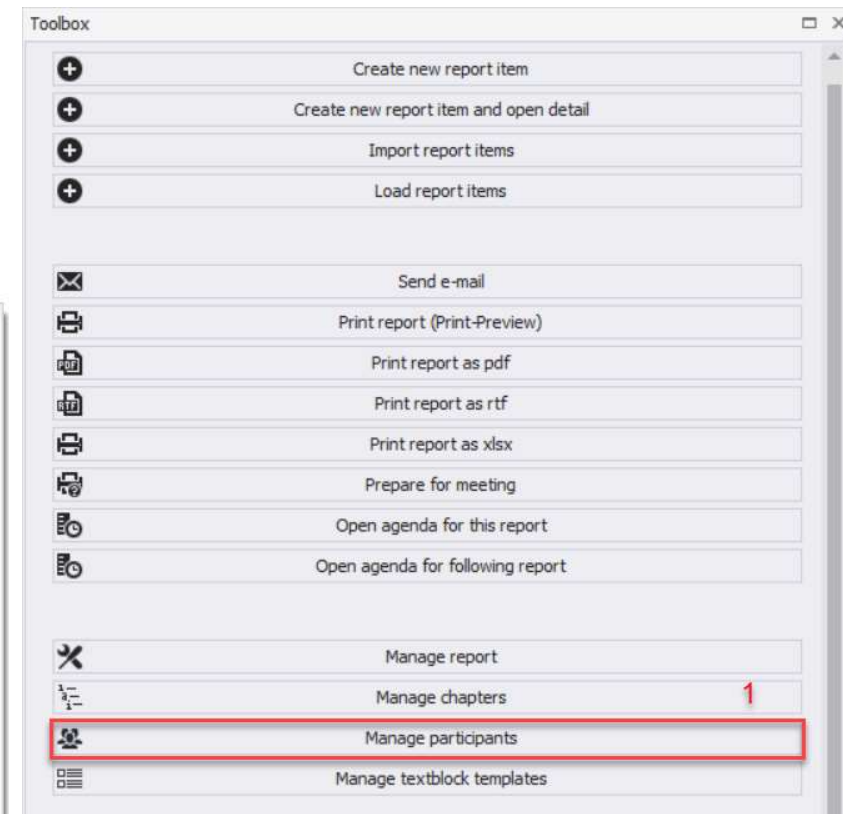 Toolbox
Create new report item
Create new report item and open detail
Import report items
Load report items
Send e-mail
Print report (Print-Preview)
PDF
Print report as pdf
RTF
Print report as rtf
Print report as xlsx
Prepare for meeting
Open agenda for this report
Open agenda for following report
Manage report
Manage chapters
1
Manage participants
Manage textblock templates